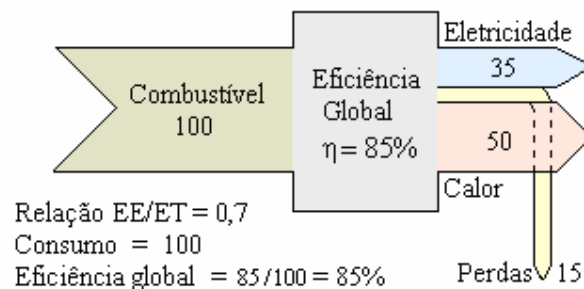 Eletricidade
35
Combustível
100
Eficiência
Global
η = 85%
50
Calor
Relação EE/ET = 0,7
Consumo = 100
Eficiência global = 85/100 = 85%
Perdas 15